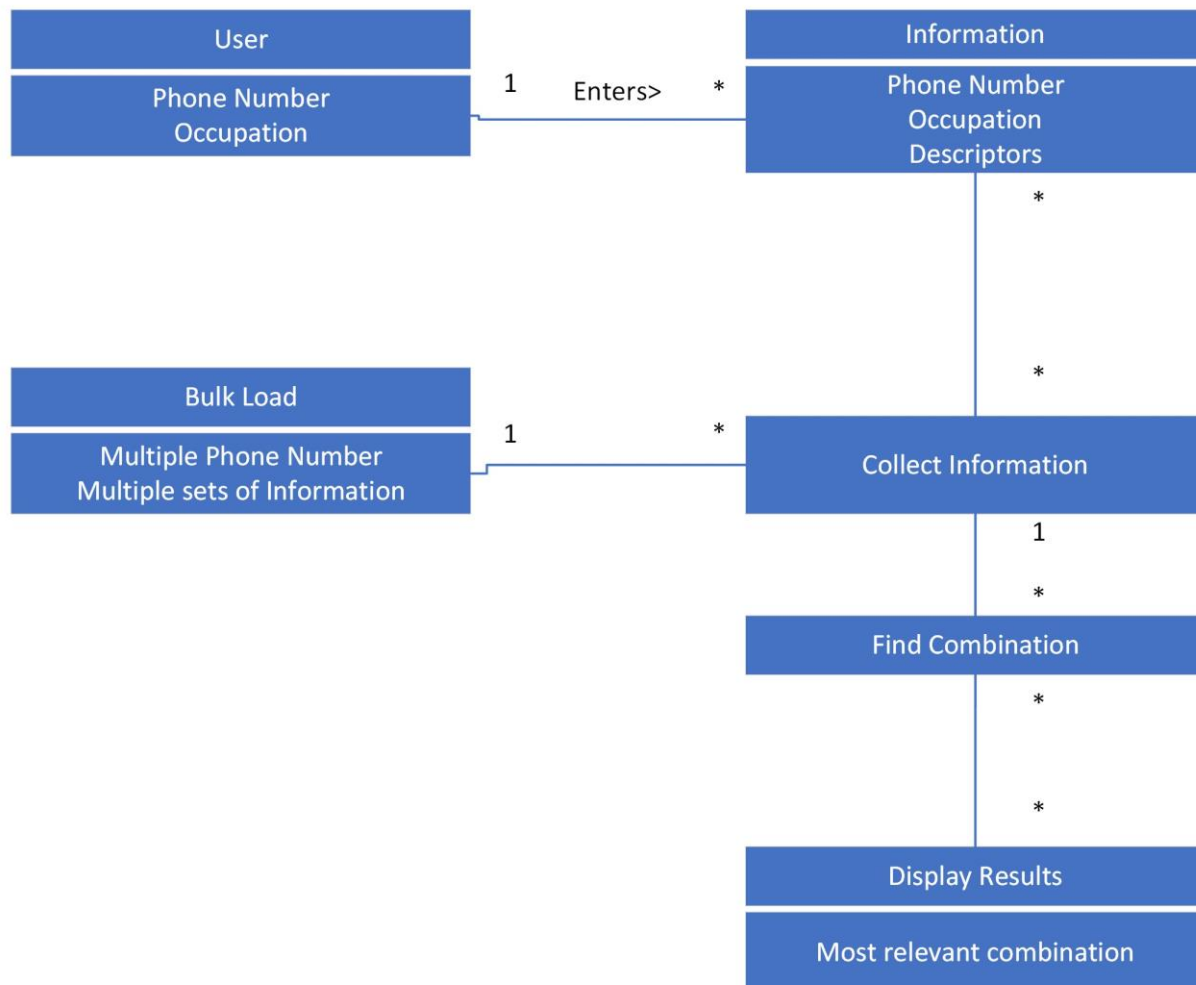 User
Phone Number
Occupation
1
Enters>
*
Information
Phone Number
Occupation
Descriptors
*
*
Bulk Load
Multiple Phone Number
Multiple sets of Information
1
*
Collect Information
1
*
Find Combination
*
*
Display Results
Most relevant combination